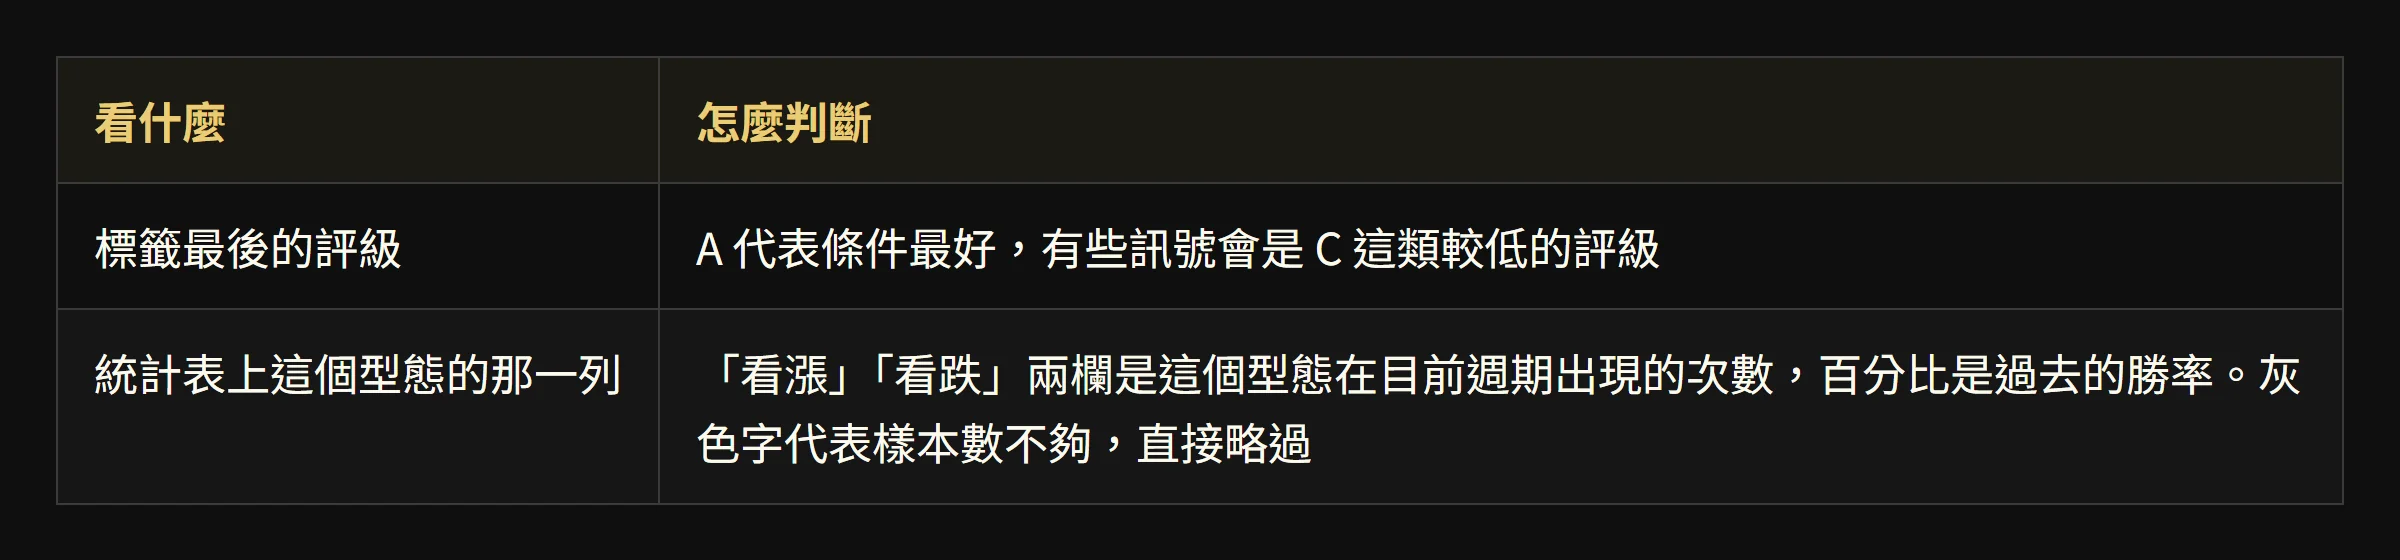 看什麼
怎麼判斷
標籤最後的評級
A 代表條件最好，有些訊號會是 C 這類較低的評級
統計表上這個型態的那一列
「看漲」「看跌」兩欄是這個型態在目前週期出現的次數，百分比是過去的勝率。灰
色字代表樣本數不夠，直接略過